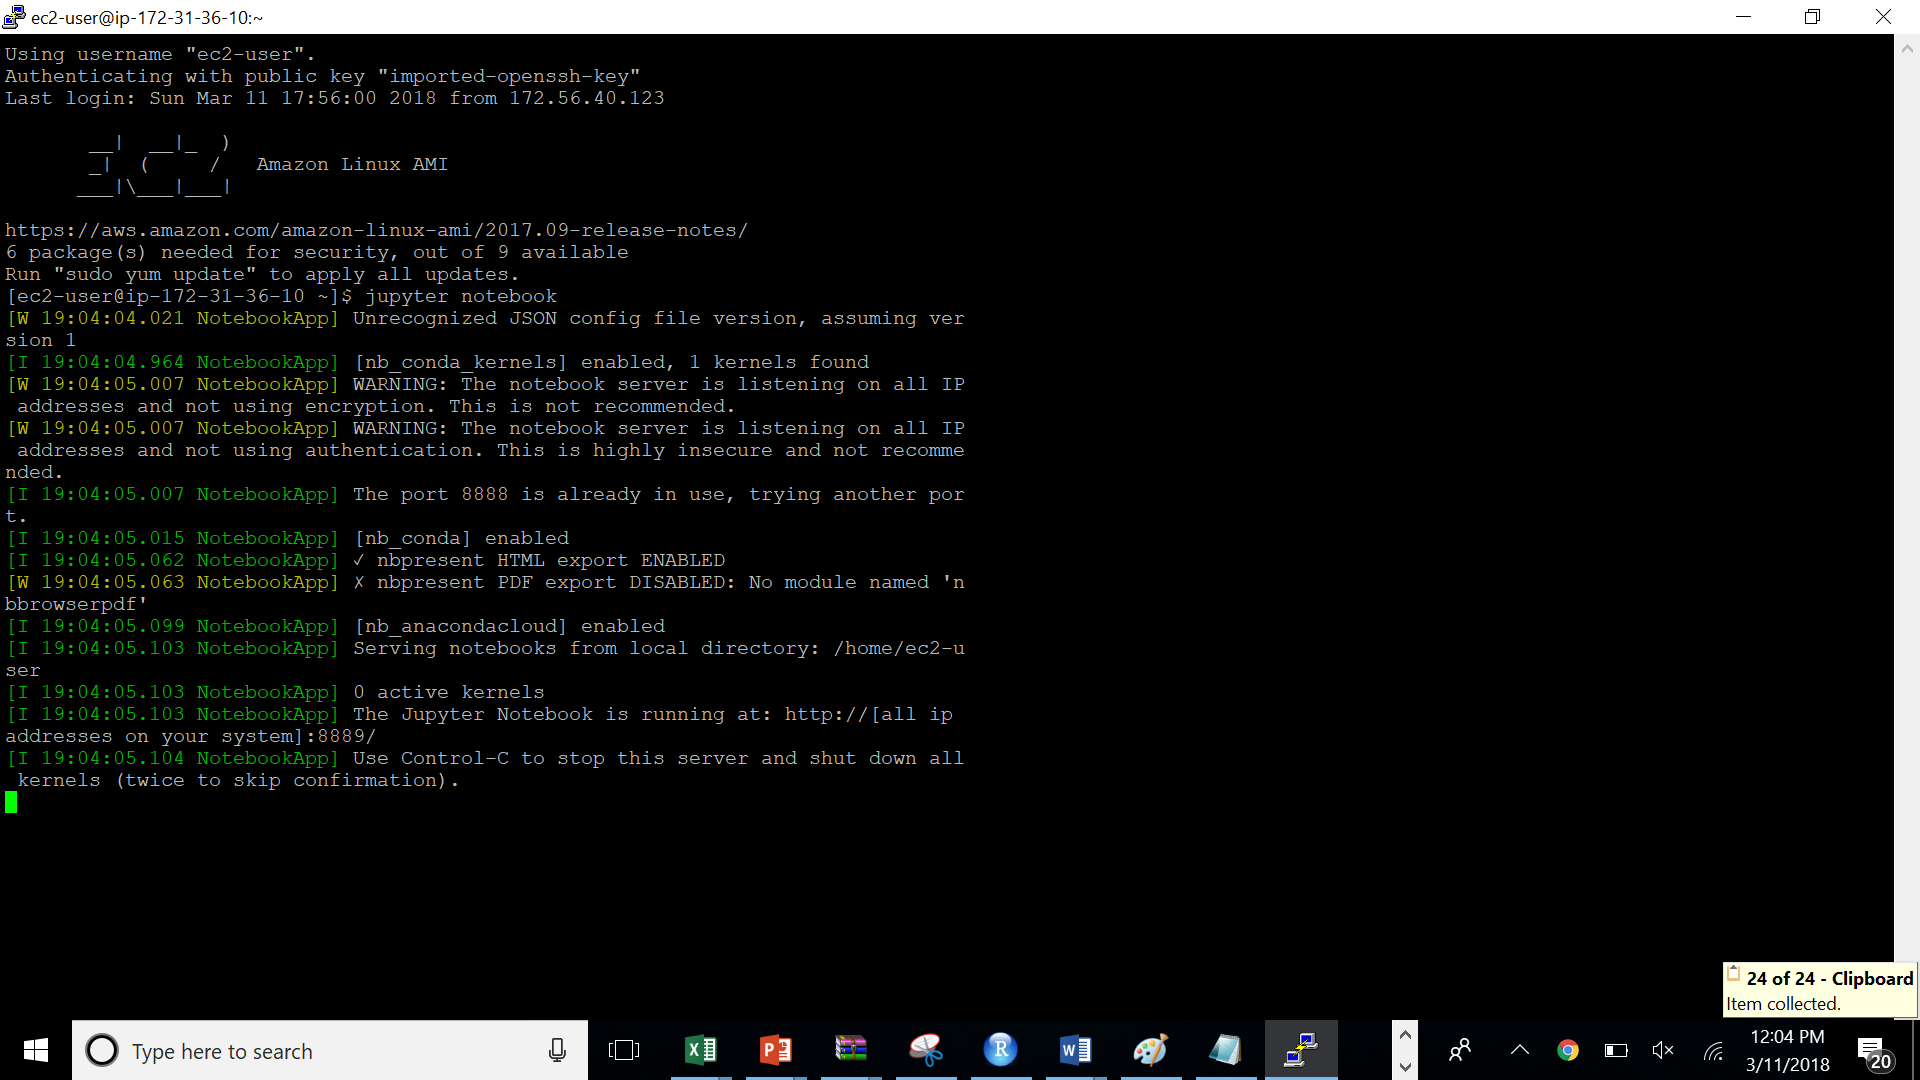 ec2-user@ip-172-31-36-10:~
Using username "ec2-user".
Authenticating with public key "imported-openssh-key"
Last login: Sun Mar 11 17:56:00 2018 from 172.56.40.123
       __|  __|_  )
       _|  (     /   Amazon Linux AMI
      ___|\___|___|
https://aws.amazon.com/amazon-linux-ami/2017.09-release-notes/
6 package(s) needed for security, out of 9 available
Run "sudo yum update" to apply all updates.
[ec2-user@ip-172-31-36-10 ~]$ jupyter notebook
[W 19:04:04.021 NotebookApp] Unrecognized JSON config file version, assuming ver
sion 1
[I 19:04:04.964 NotebookApp] [nb_conda_kernels] enabled, 1 kernels found
[W 19:04:05.007 NotebookApp] WARNING: The notebook server is listening on all IP
 addresses and not using encryption. This is not recommended.
[W 19:04:05.007 NotebookApp] WARNING: The notebook server is listening on all IP
 addresses and not using authentication. This is highly insecure and not recomme
nded.
[I 19:04:05.007 NotebookApp] The port 8888 is already in use, trying another por
t.
[I 19:04:05.015 NotebookApp] [nb_conda] enabled
[I 19:04:05.062 NotebookApp] ✓ nbpresent HTML export ENABLED
[W 19:04:05.063 NotebookApp] ✗ nbpresent PDF export DISABLED: No module named 'n
bbrowserpdf'
[I 19:04:05.099 NotebookApp] [nb_anacondacloud] enabled
[I 19:04:05.103 NotebookApp] Serving notebooks from local directory: /home/ec2-u
ser
[I 19:04:05.103 NotebookApp] 0 active kernels
[I 19:04:05.103 NotebookApp] The Jupyter Notebook is running at: http://[all ip
addresses on your system]:8889/
[I 19:04:05.104 NotebookApp] Use Control-C to stop this server and shut down all
 kernels (twice to skip confirmation).
24 of 24 - Clipboard
Item collected.
Type here to search
12:04 PM
3/11/2018
20